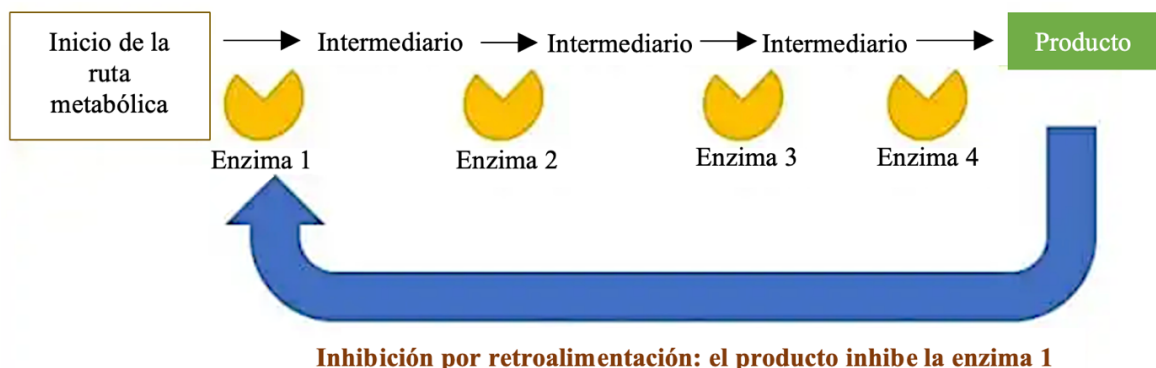 Inicio de la
ruta
metabólica
Intermediario
Intermediario
Intermediario
Producto
Enzima 1
Enzima 2
Enzima 3
Enzima 4
Inhibición por retroalimentación: el producto inhibe la enzima 1